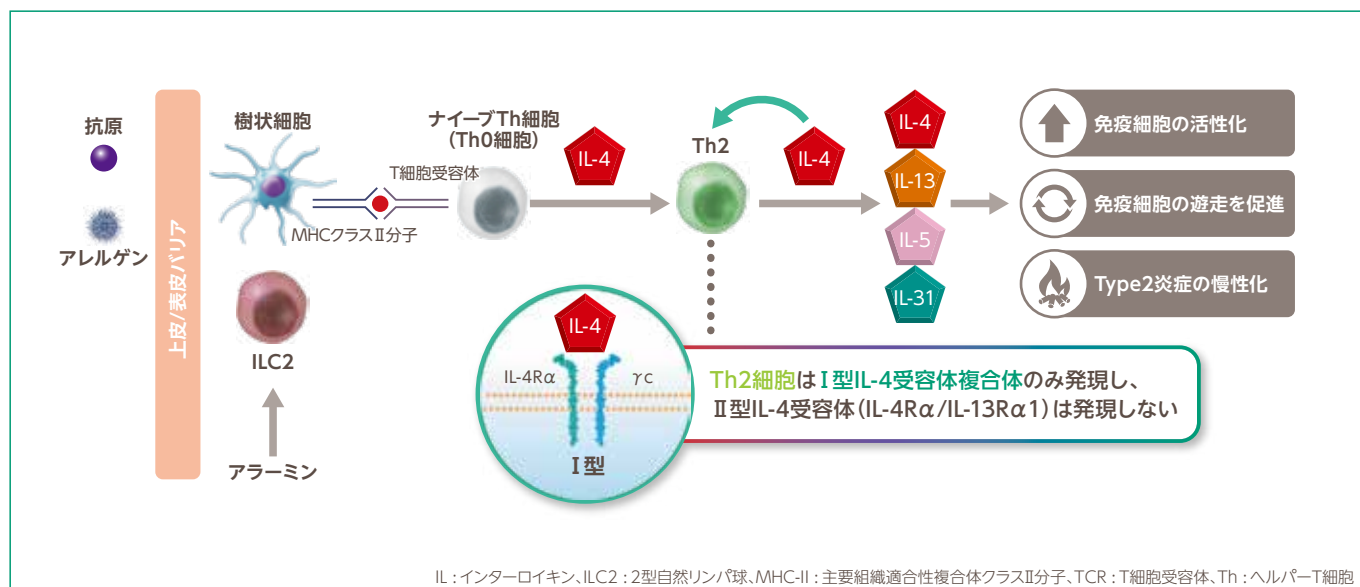 抗原
アレルゲン
上皮/表皮バリア
樹状細胞
ILC2
アラーミン
MHCクラスⅡ分子
T細胞受容体
ナイーブTh細胞
(Th0細胞)
IL-4
Th2
IL-4
IL-4
IL-13
IL-5
IL-31
免疫細胞の活性化
免疫細胞の遊走を促進
Type2炎症の慢性化
IL-4
IL-4Rα
γc
Ⅰ型
Th2細胞はⅠ型IL-4受容体複合体のみ発現し、
Ⅱ型IL-4受容体(IL-4Rα/IL-13Rα1)は発現しない
IL:インターロイキン、ILC2:2型自然リンパ球、MHC-II:主要組織適合性複合体クラスⅡ分子、TCR:T細胞受容体、Th:ヘルパーT細胞